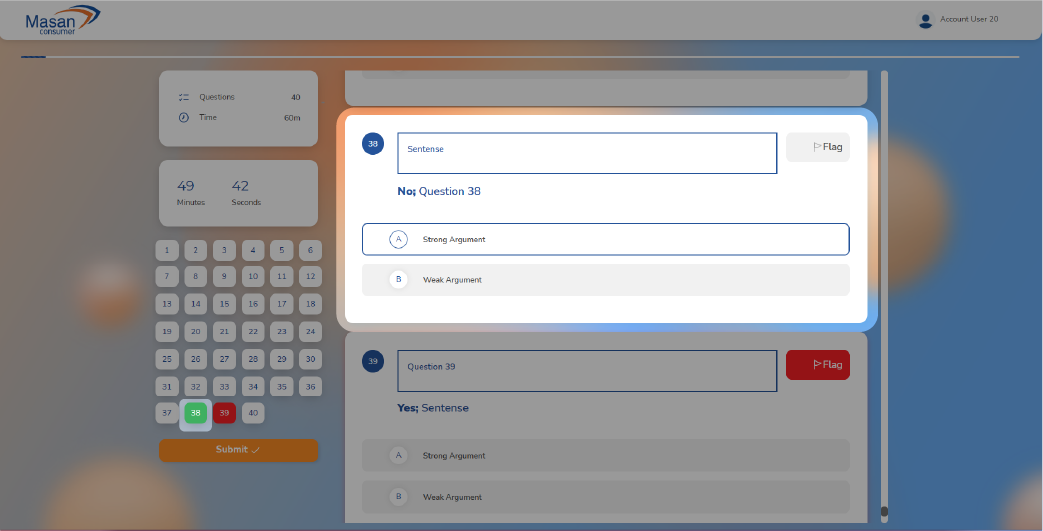 Masan
consumer
Account User 20
Questions 40
Time 60m
49 42
Minutes Seconds
1 2 3 4 5 6
7 8 9 10 11 12
13 14 15 16 17 18
19 20 21 22 23 24
25 26 27 28 29 30
31 32 33 34 35 36
37 38 39 40
Submit
38 Sentense Flag
No; Question 38
A Strong Argument
B Weak Argument
39 Question 39 Flag
Yes; Sentense
A Strong Argument
B Weak Argument